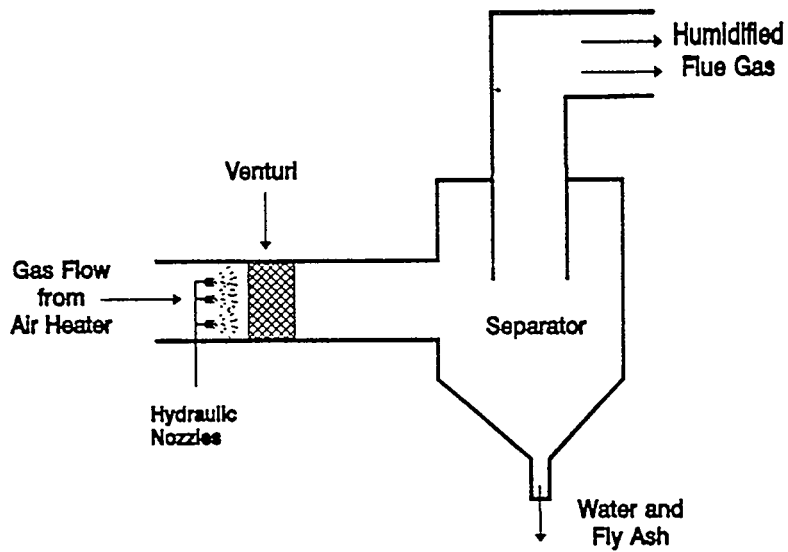 Humidified
Flue Gas
Venturi
Gas Flow
from
Air Heater
Separator
Hydraulic
Nozzles
Water and
Fly Ash